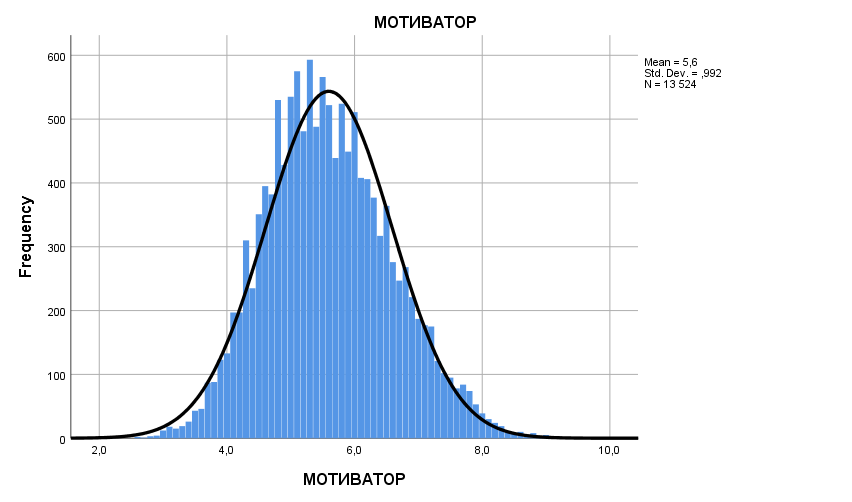 МОТИВАТОР
Mean = 5,6
Std. Dev. = ,992
N = 13 524
Frequency
600
500
400
300
200
100
0
2,0 4,0 6,0 8,0 10,0
МОТИВАТОР